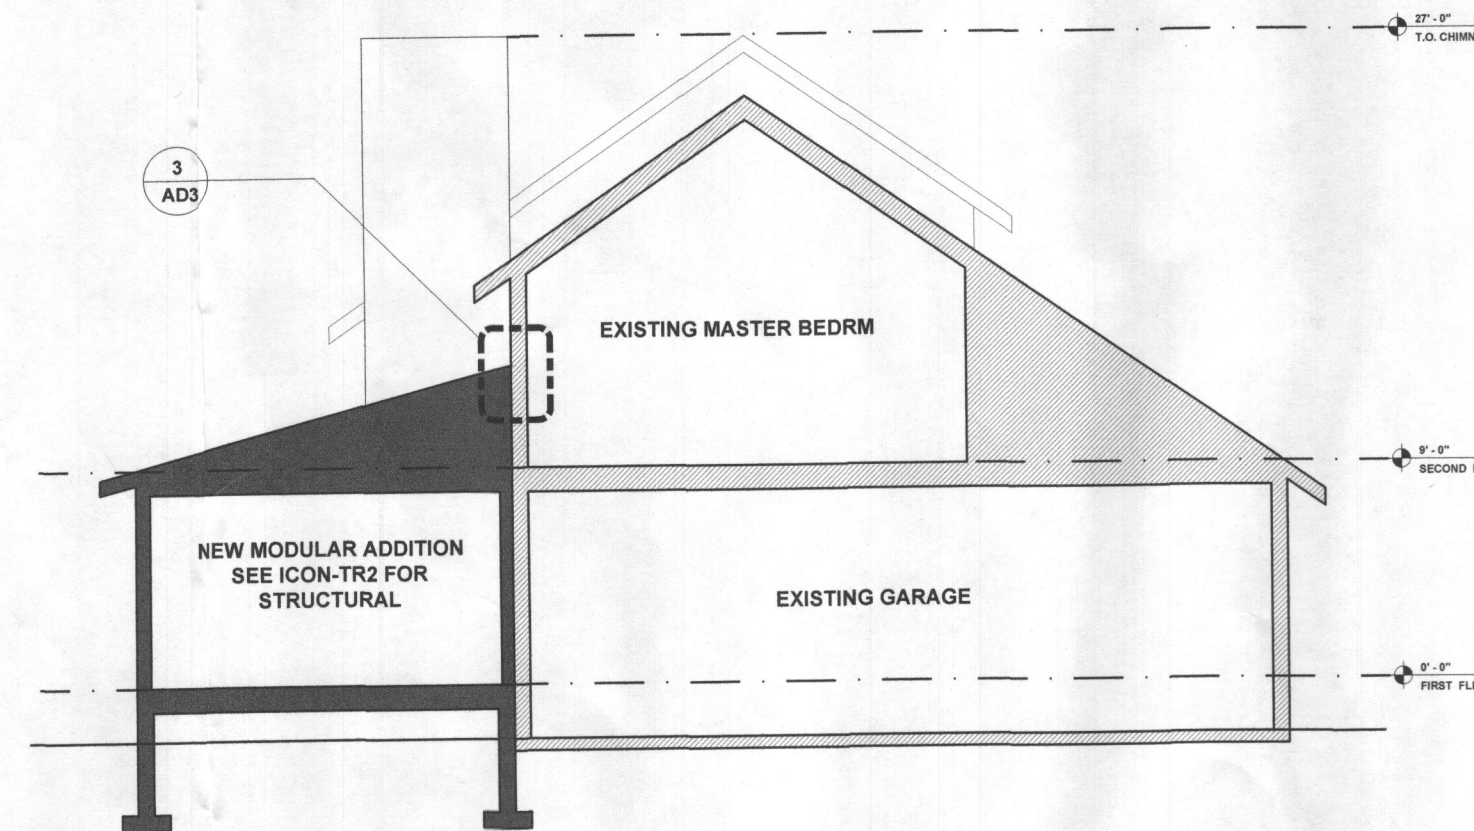 27' - 0"
T.O. CHIMN
3
AD3
EXISTING MASTER BEDRM
9' - 0"
SECOND
NEW MODULAR ADDITION
SEE ICON-TR2 FOR
STRUCTURAL
EXISTING GARAGE
0' - 0"
FIRST FL